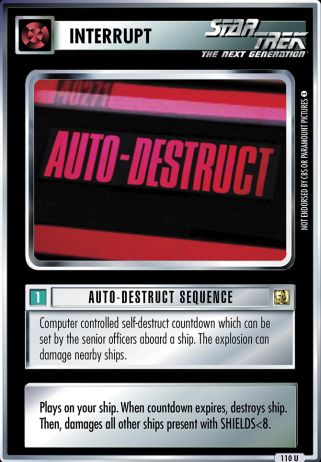 INTERRUPT
STAR TREK
THE NEXT GENERATION®
40271
AUTO-DESTRUCT
NOT ENDORSED BY CBS OR PARAMOUNT PICTURES
1
AUTO-DESTRUCT SEQUENCE
Computer controlled self-destruct countdown which can be
set by the senior officers aboard a ship. The explosion can
damage nearby ships.
Plays on your ship. When countdown expires, destroys ship.
Then, damages all other ships present with SHIELDS<8.
110 U